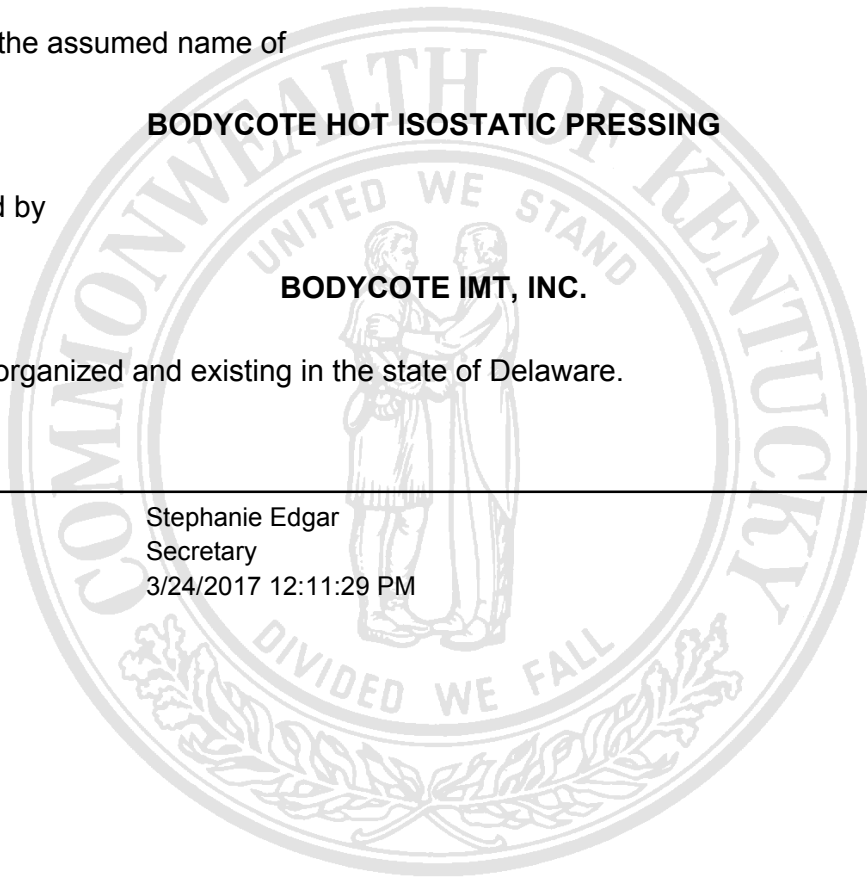 the assumed name of
BODYCOTE HOT ISOSTATIC PRESSING
d by
BODYCOTE IMT, INC.
organized and existing in the state of Delaware.
Stephanie Edgar
Secretary
3/24/2017 12:11:29 PM
COMMONWEALTH OF KENTUCKY
UNITED WE STAND
DIVIDED WE FALL